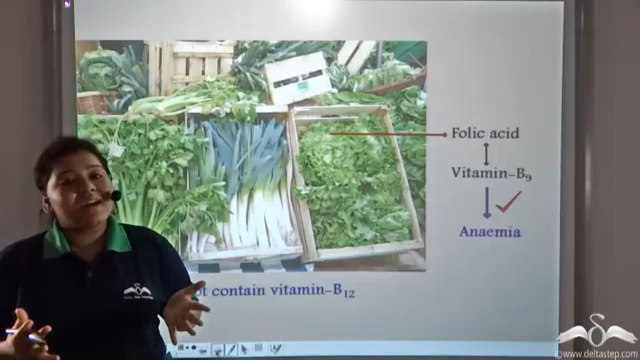 Folic acid
Vitamin-B9
Anaemia
contain vitamin-B12
©www.deltastep.com